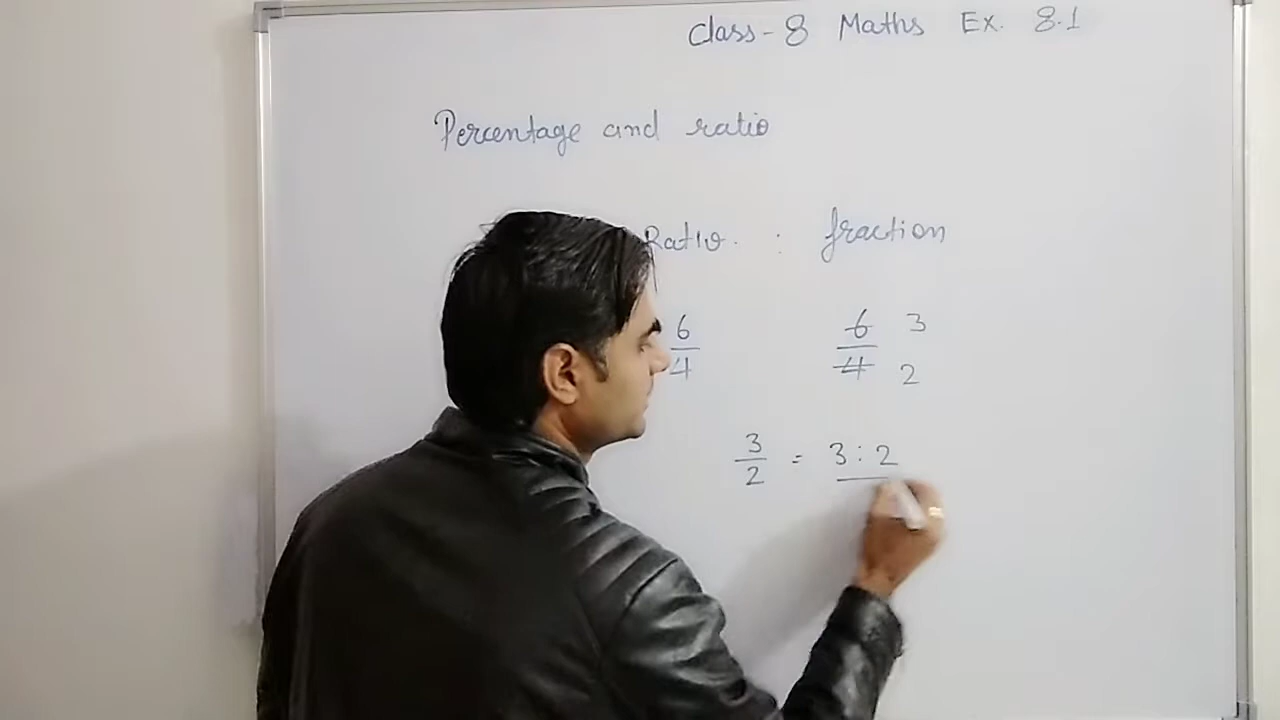 Class - 8 Maths Ex. 8.1
Percentage and ratio
Ratio. : fraction
6/4 6/4 3 2
3/2 = 3:2